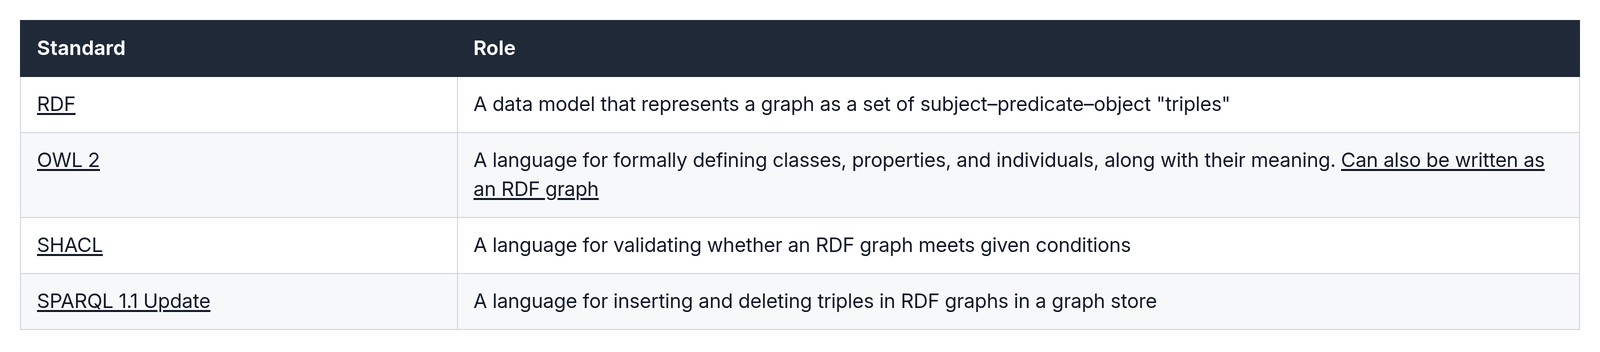 Standard Role
RDF A data model that represents a graph as a set of subject–predicate–object "triples"
OWL 2 A language for formally defining classes, properties, and individuals, along with their meaning. Can also be written as
an RDF graph
SHACL A language for validating whether an RDF graph meets given conditions
SPARQL 1.1 Update A language for inserting and deleting triples in RDF graphs in a graph store